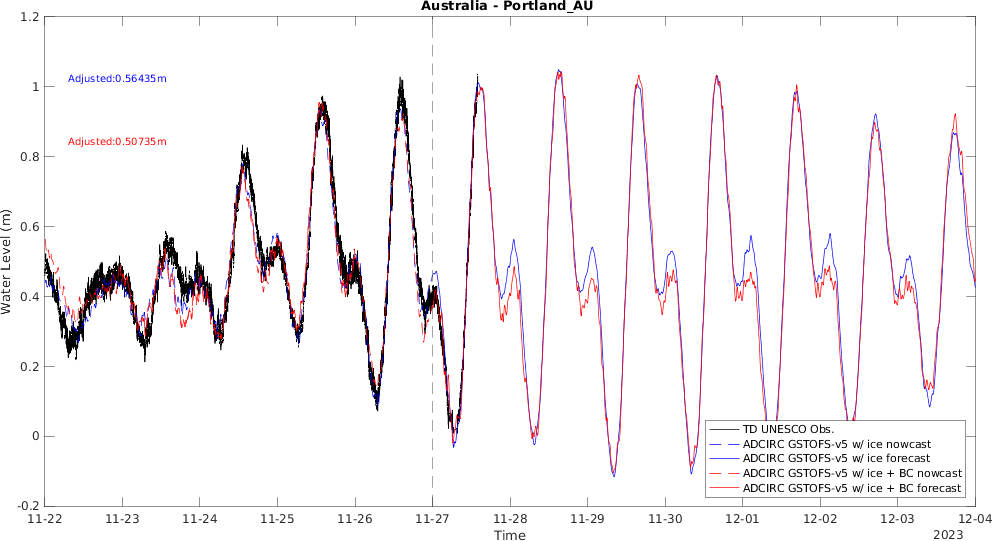 Australia - Portland_AU
Adjusted:0.56435m
Adjusted:0.50735m
Water Level (m)
1.2
1
0.8
0.6
0.4
0.2
0
-0.2
TD UNESCO Obs.
ADCIRC GSTOFS-v5 w/ ice nowcast
ADCIRC GSTOFS-v5 w/ ice forecast
ADCIRC GSTOFS-v5 w/ ice + BC nowcast
ADCIRC GSTOFS-v5 w/ ice + BC forecast
11-22 11-23 11-24 11-25 11-26 11-27 11-28 11-29 11-30 12-01 12-02 12-03 12-04
Time
2023